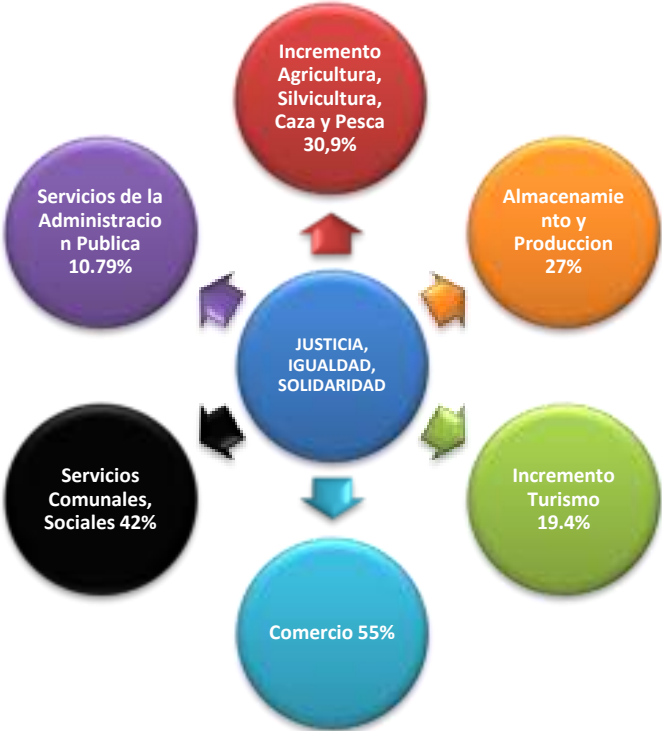 Incremento
Agricultura,
Silvicultura,
Caza y Pesca
30,9%
Servicios de la
Administracio
n Publica
10.79%
Almacenamie
nto y
Produccion
27%
JUSTICIA,
IGUALDAD,
SOLIDARIDAD
Servicios
Comunales,
Sociales 42%
Incremento
Turismo
19.4%
Comercio 55%